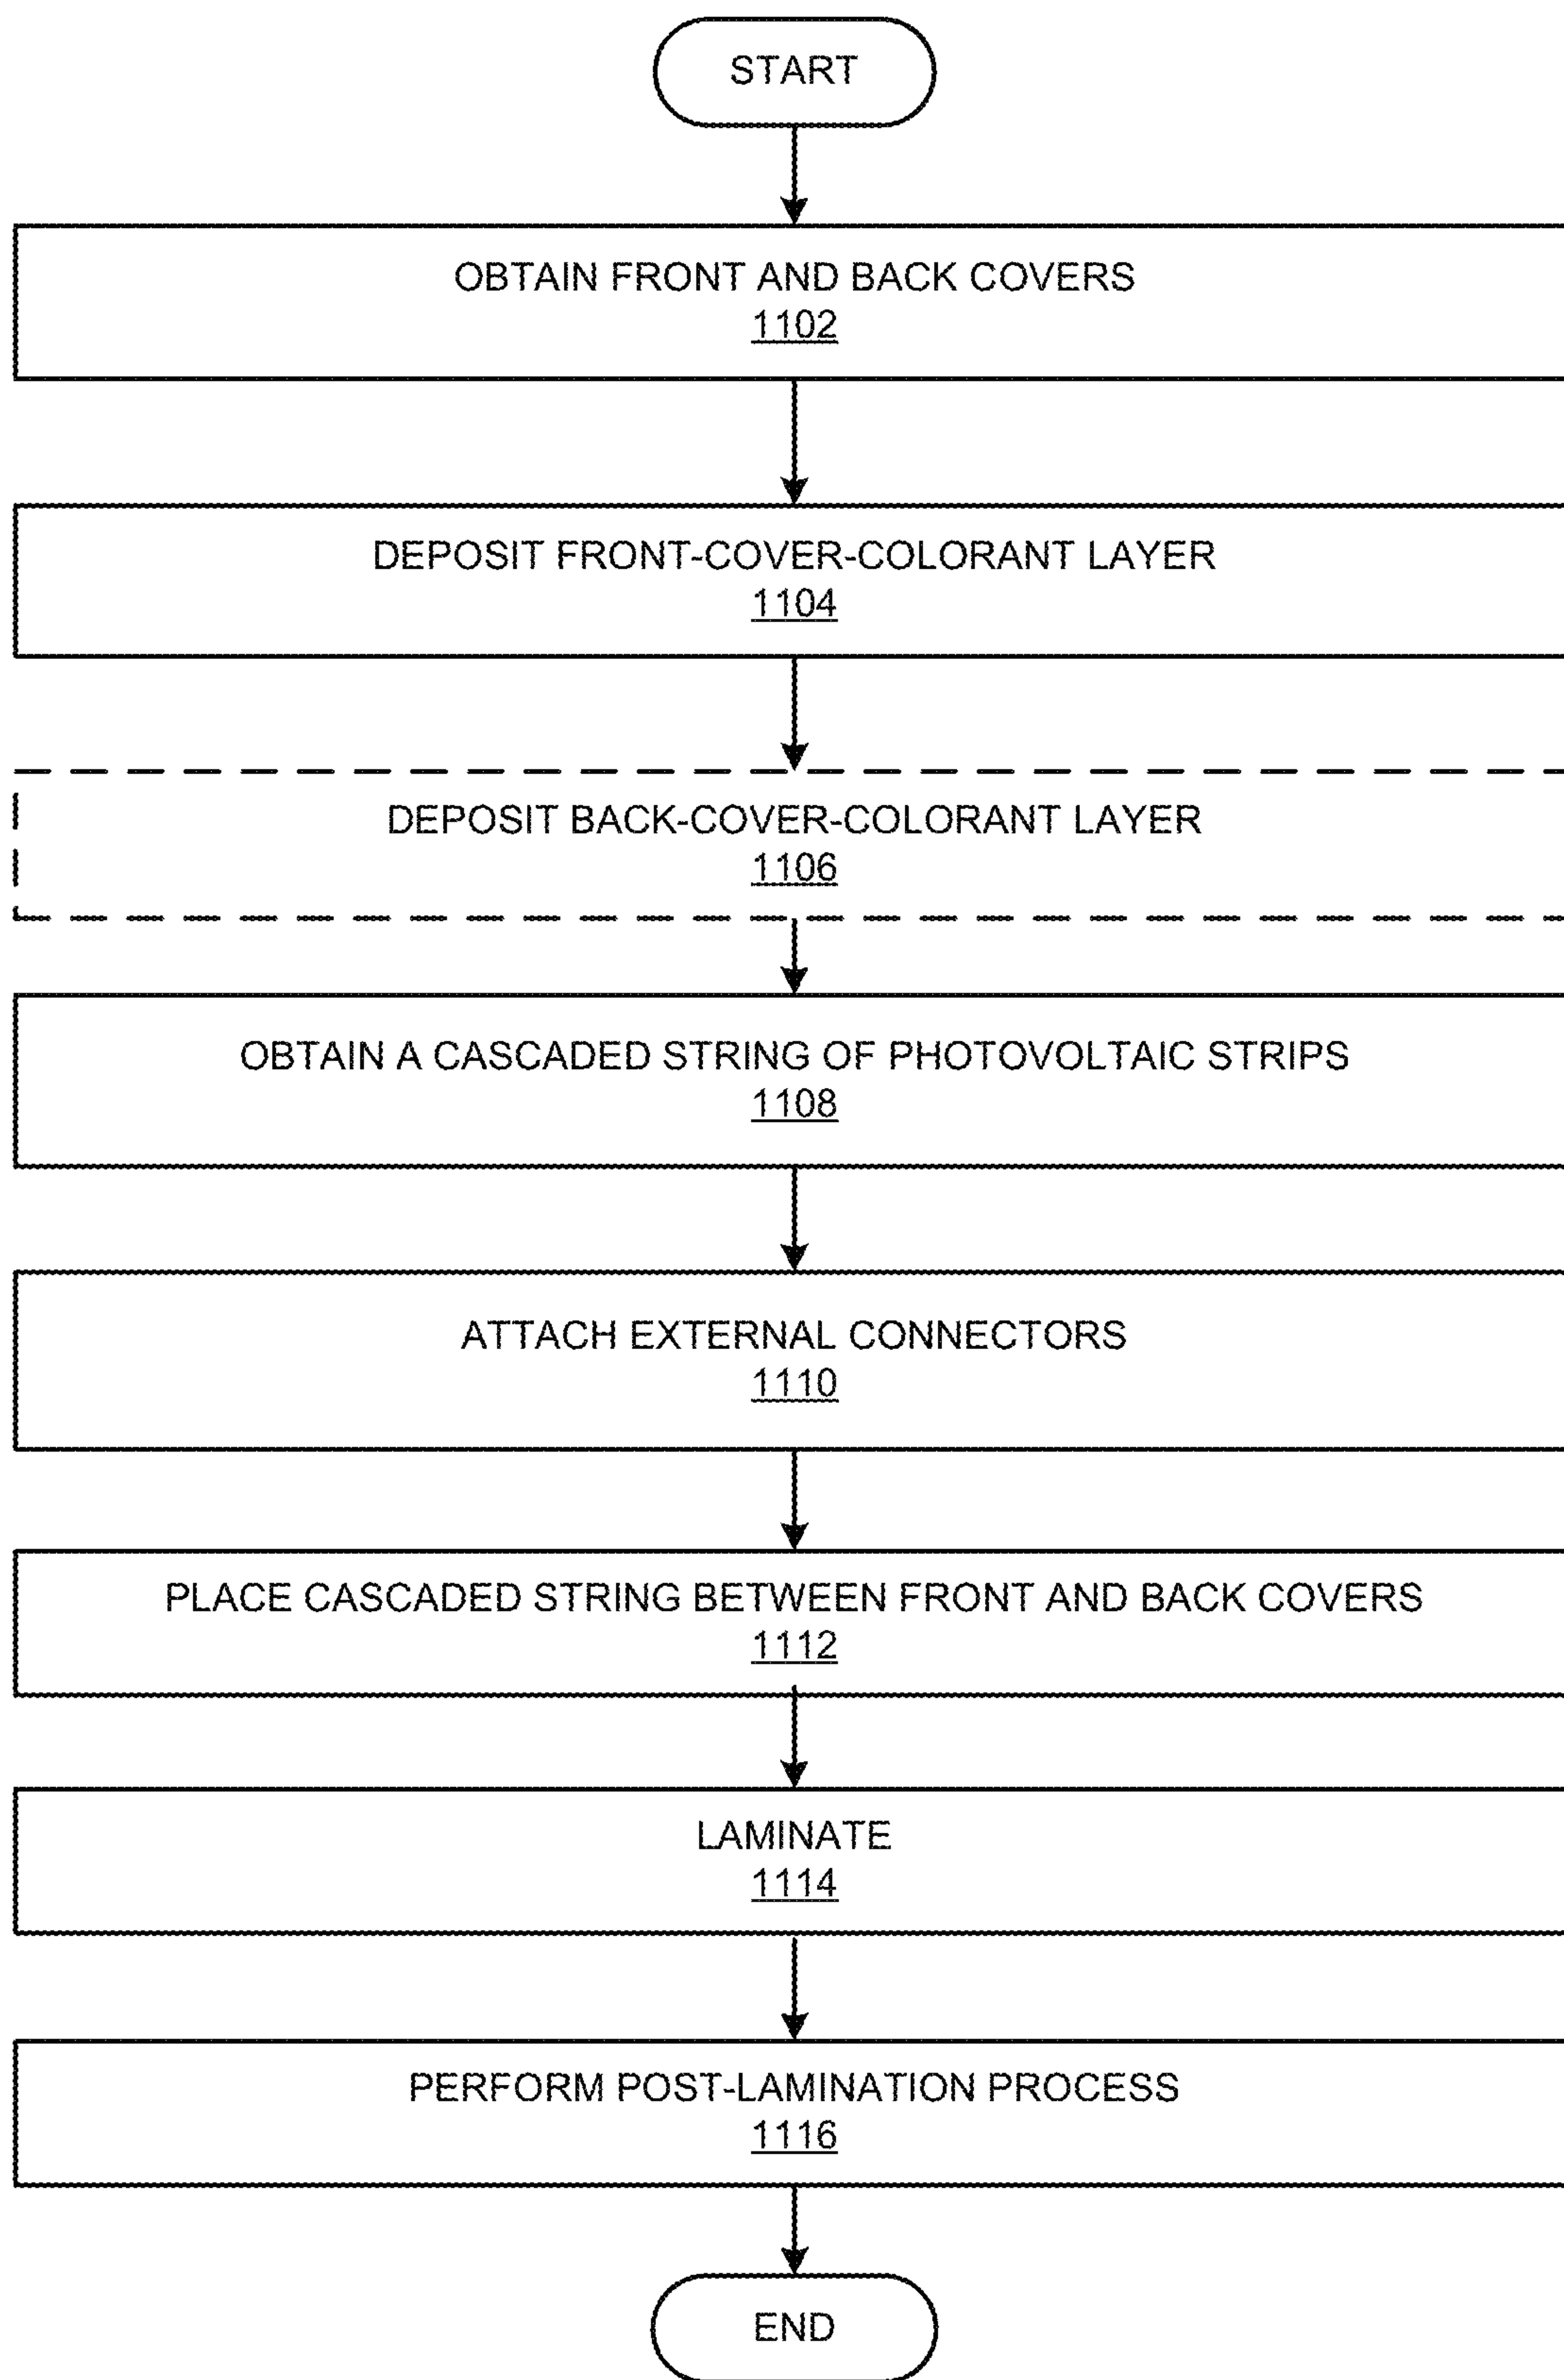 START
OBTAIN FRONT AND BACK COVERS
1102
DEPOSIT FRONT-COVER-COLORANT LAYER
1104
DEPOSIT BACK-COVER-COLORANT LAYER
1106
OBTAIN A CASCADED STRING OF PHOTOVOLTAIC STRIPS
1108
ATTACH EXTERNAL CONNECTORS
1110
PLACE CASCADED STRING BETWEEN FRONT AND BACK COVERS
1112
LAMINATE
1114
PERFORM POST-LAMINATION PROCESS
1116
END